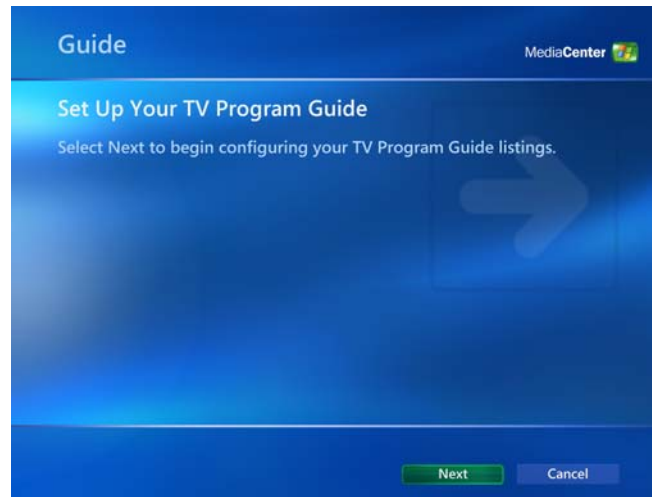 Guide
MediaCenter
Set Up Your TV Program Guide
Select Next to begin configuring your TV Program Guide listings.
Next Cancel